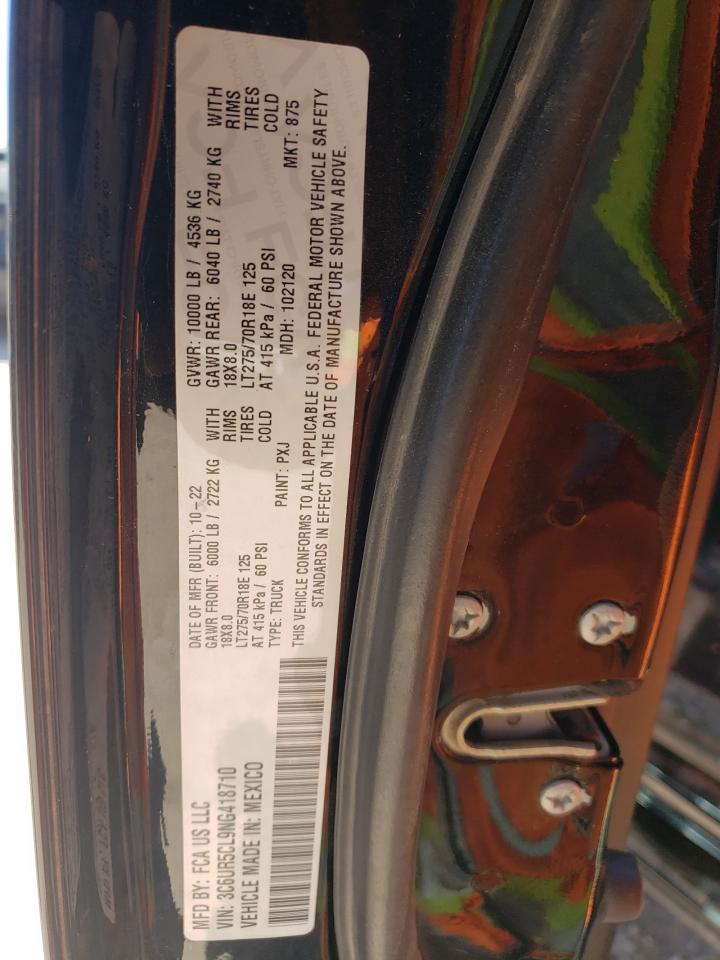 MFD BY: FCA US LLC
VIN: 3C6UR5CL9NG418710
VEHICLE MADE IN: MEXICO
DATE OF MFR (BUILT): 10-22 GVWR: 10000 LB / 4536 KG
GAWR FRONT: 6000 LB / 2722 KG WITH GAWR REAR: 6040 LB / 2740 KG WITH
18X8.0 RIMS 18X8.0 RIMS
LT275/70R18E 125 TIRES LT275/70R18E 125 TIRES
AT 415 kPa / 60 PSI COLD AT 415 kPa / 60 PSI COLD
TYPE: TRUCK PAINT: PXJ MDH: 102120 MKT: 875
THIS VEHICLE CONFORMS TO ALL APPLICABLE U.S.A. FEDERAL MOTOR VEHICLE SAFETY
STANDARDS IN EFFECT ON THE DATE OF MANUFACTURE SHOWN ABOVE.